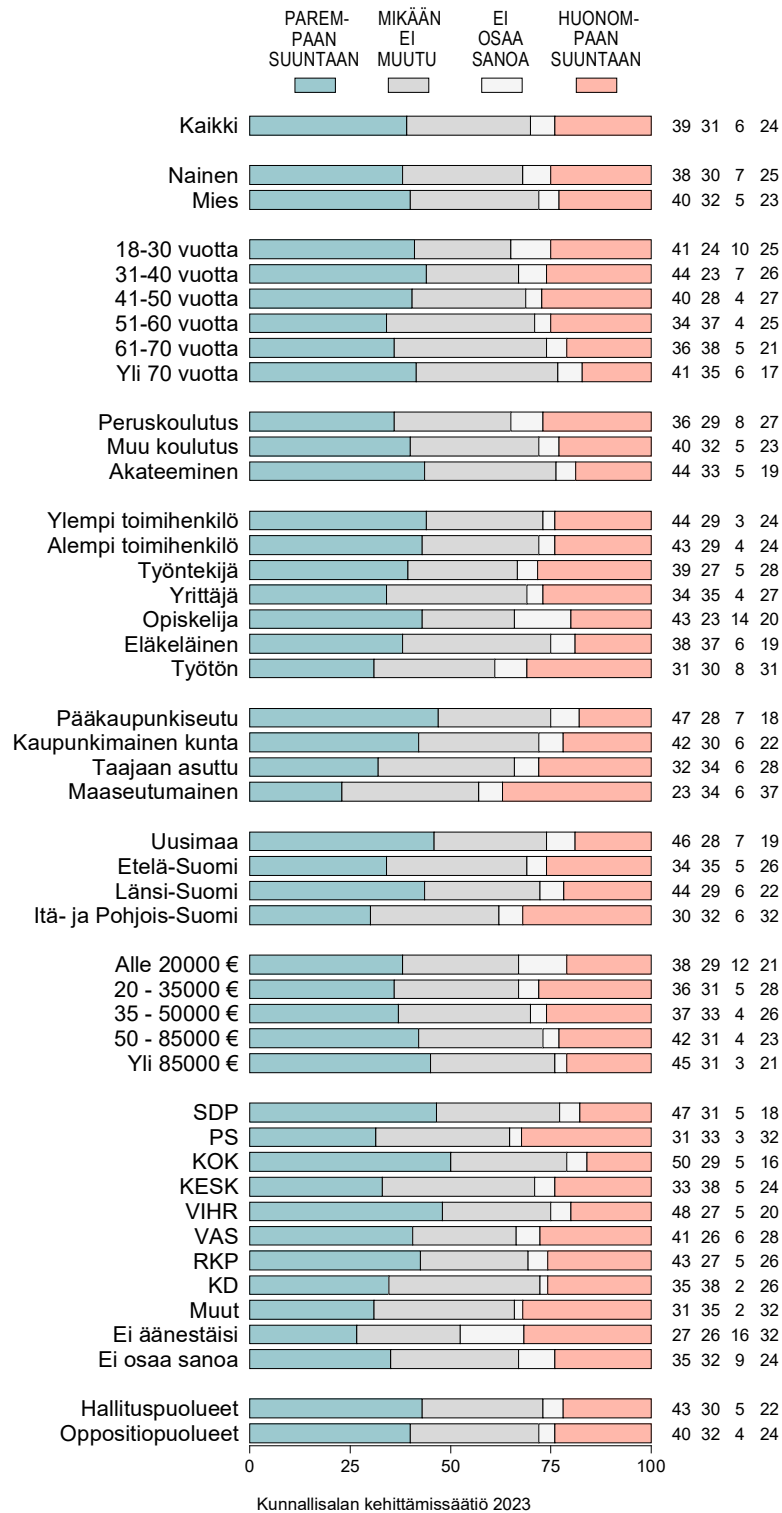 PAREM-
PAAN
SUUNTAAN
MIKÄÄN
EI
MUUTU
EI
OSAA
SANOA
HUONOM-
PAAN
SUUNTAAN
Kaikki 39 31 6 24
Nainen 38 30 7 25
Mies 40 32 5 23
18-30 vuotta 41 24 10 25
31-40 vuotta 44 23 7 26
41-50 vuotta 40 28 4 27
51-60 vuotta 34 37 4 25
61-70 vuotta 36 38 5 21
Yli 70 vuotta 41 35 6 17
Peruskoulutus 36 29 8 27
Muu koulutus 40 32 5 23
Akateeminen 44 33 5 19
Ylempi toimihenkilö 44 29 3 24
Alempi toimihenkilö 43 29 4 24
Työntekijä 39 27 5 28
Yrittäjä 34 35 4 27
Opiskelija 43 23 14 20
Eläkeläinen 38 37 6 19
Työtön 31 30 8 31
Pääkaupunkiseutu 47 28 7 18
Kaupunkimainen kunta 42 30 6 22
Taajaan asuttu 32 34 6 28
Maaseutumainen 23 34 6 37
Uusimaa 46 28 7 19
Etelä-Suomi 34 35 5 26
Länsi-Suomi 44 29 6 22
Itä- ja Pohjois-Suomi 30 32 6 32
Alle 20000 € 38 29 12 21
20 - 35000 € 36 31 5 28
35 - 50000 € 37 33 4 26
50 - 85000 € 42 31 4 23
Yli 85000 € 45 31 3 21
SDP 47 31 5 18
PS 31 33 3 32
KOK 50 29 5 16
KESK 33 38 5 24
VIHR 48 27 5 20
VAS 41 26 6 28
RKP 43 27 5 26
KD 35 38 2 26
Muut 31 35 2 32
Ei äänestäisi 27 26 16 32
Ei osaa sanoa 35 32 9 24
Hallituspuolueet 43 30 5 22
Oppositiopuolueet 40 32 4 24
0 25 50 75 100
Kunnallisalan kehittämissäätiö 2023